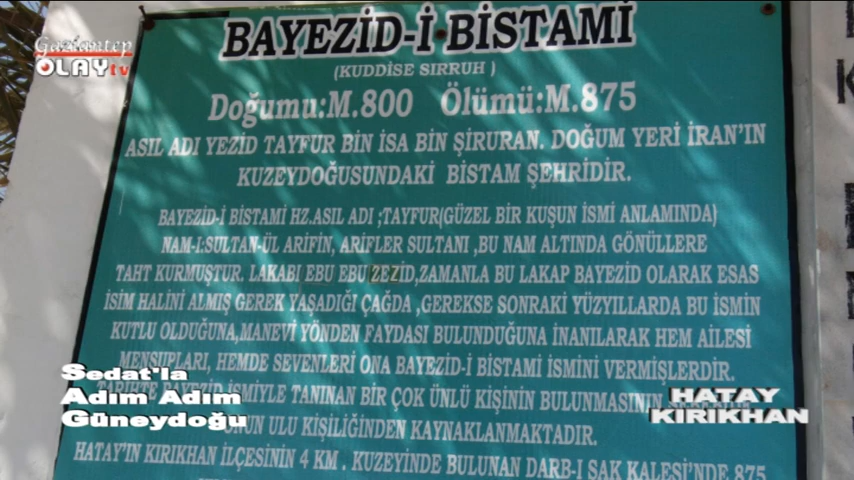 Gaziantep
OLAY tv
BAYEZİD-İ BİSTAMİ
(KUDDİSE SIRRUH )
Doğumu:M.800 Ölümü:M.875
ASIL ADI YEZID TAYFUR BİN İSA BİN ŞİRURAN. DOĞUM YERİ İRAN'IN
KUZEYDOĞUSUNDAKİ BİSTAM ŞEHRİDİR.
BAYEZİD-İ BİSTAMİ HZ.ASIL ADI ;TAYFUR(GÜZEL BİR KUŞUN İSMİ ANLAMINDA)
NAM-I:SULTAN-ÜL ARİFİN, ARİFLER SULTANI ,BU NAM ALTINDA GÖNÜLLERE
TAHT KURMUŞTUR. LAKABI EBU EBU ZEZİD,ZAMANLA BU LAKAP BAYEZİD OLARAK ESAS
İSİM HALİNİ ALMIŞ GEREK YAŞADIĞI ÇAĞDA ,GEREKSE SONRAKİ YÜZYILLARDA BU İSMİN
KUTLU OLDUĞUNA,MANEVİ YÖNDEN FAYDASI BULUNDUĞUNA İNANILARAK HEM AİLESİ
MENSUPLARI, HEMDE SEVENLERİ ONA BAYEZİD-İ BİSTAMİ İSMİNİ VERMİŞLERDİR.
TARİHTE BAYEZİD İSMİYLE TANINAN BİR ÇOK ÜNLÜ KİŞİNİN BULUNMASININ
ULU KİŞİLİĞİNDEN KAYNAKLANMAKTADIR.
HATAY'IN KIRIKHAN İLÇESİNİN 4 KM . KUZEYİNDE BULUNAN DARB-I SAK KALESİ'NDE 875
Sedat'la
Adım Adım
Güneydoğu
HATAY
KIRIKHAN